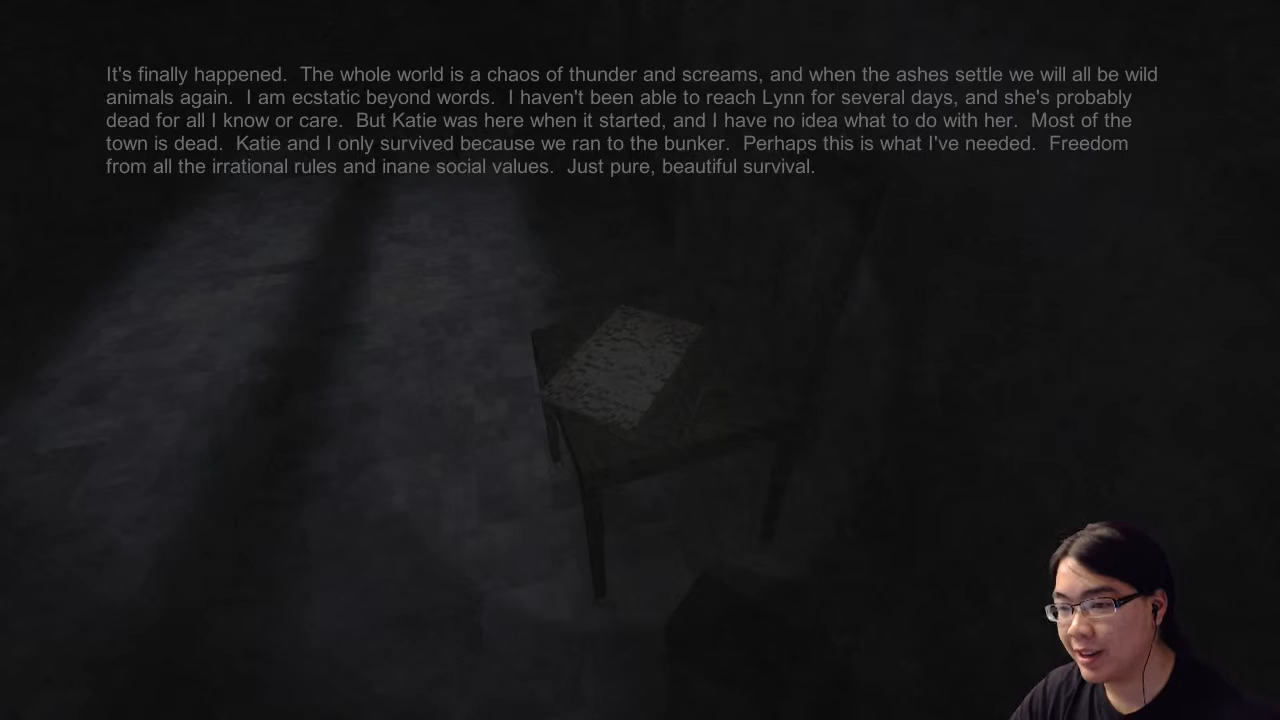 It's finally happened.  The whole world is a chaos of thunder and screams, and when the ashes settle we will all be wild
animals again.  I am ecstatic beyond words.  I haven't been able to reach Lynn for several days, and she's probably
dead for all I know or care.  But Katie was here when it started, and I have no idea what to do with her.  Most of the
town is dead.  Katie and I only survived because we ran to the bunker.  Perhaps this is what I've needed.  Freedom
from all the irrational rules and inane social values.  Just pure, beautiful survival.